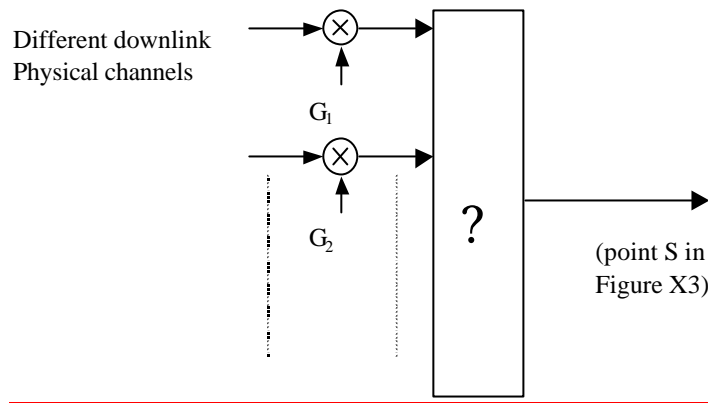 Different downlink
Physical channels
G₁
G₂
?
(point S in
Figure X3)